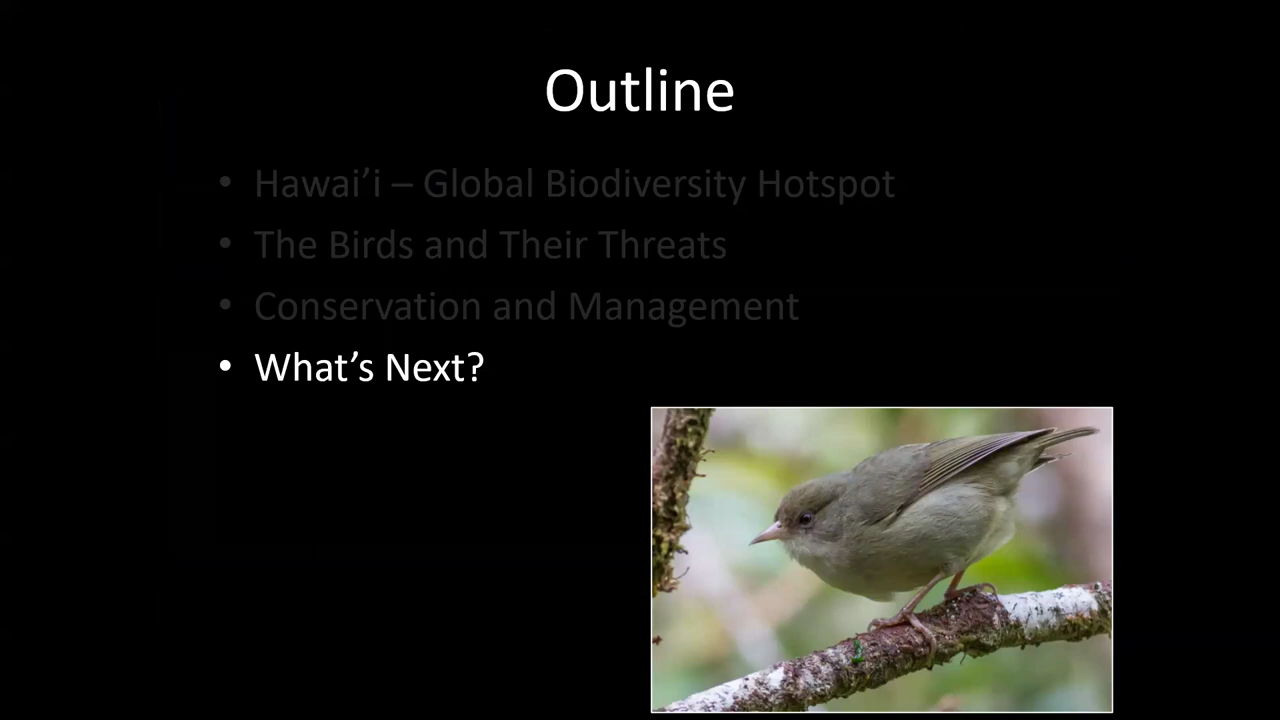 Outline
• Hawai’i – Global Biodiversity Hotspot
• The Birds and Their Threats
• Conservation and Management
• What’s Next?